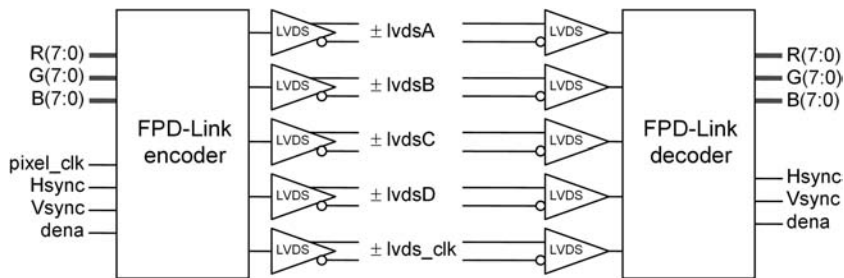 R(7:0)
G(7:0)
B(7:0)
pixel_clk
Hsync
Vsync
dena
FPD-Link
encoder
LVDS
LVDS
LVDS
LVDS
LVDS
± lvdsA
± lvdsB
± lvdsC
± lvdsD
± lvds_clk
LVDS
LVDS
LVDS
LVDS
LVDS
FPD-Link
decoder
R(7:0)
G(7:0)
B(7:0)
Hsync
Vsync
dena